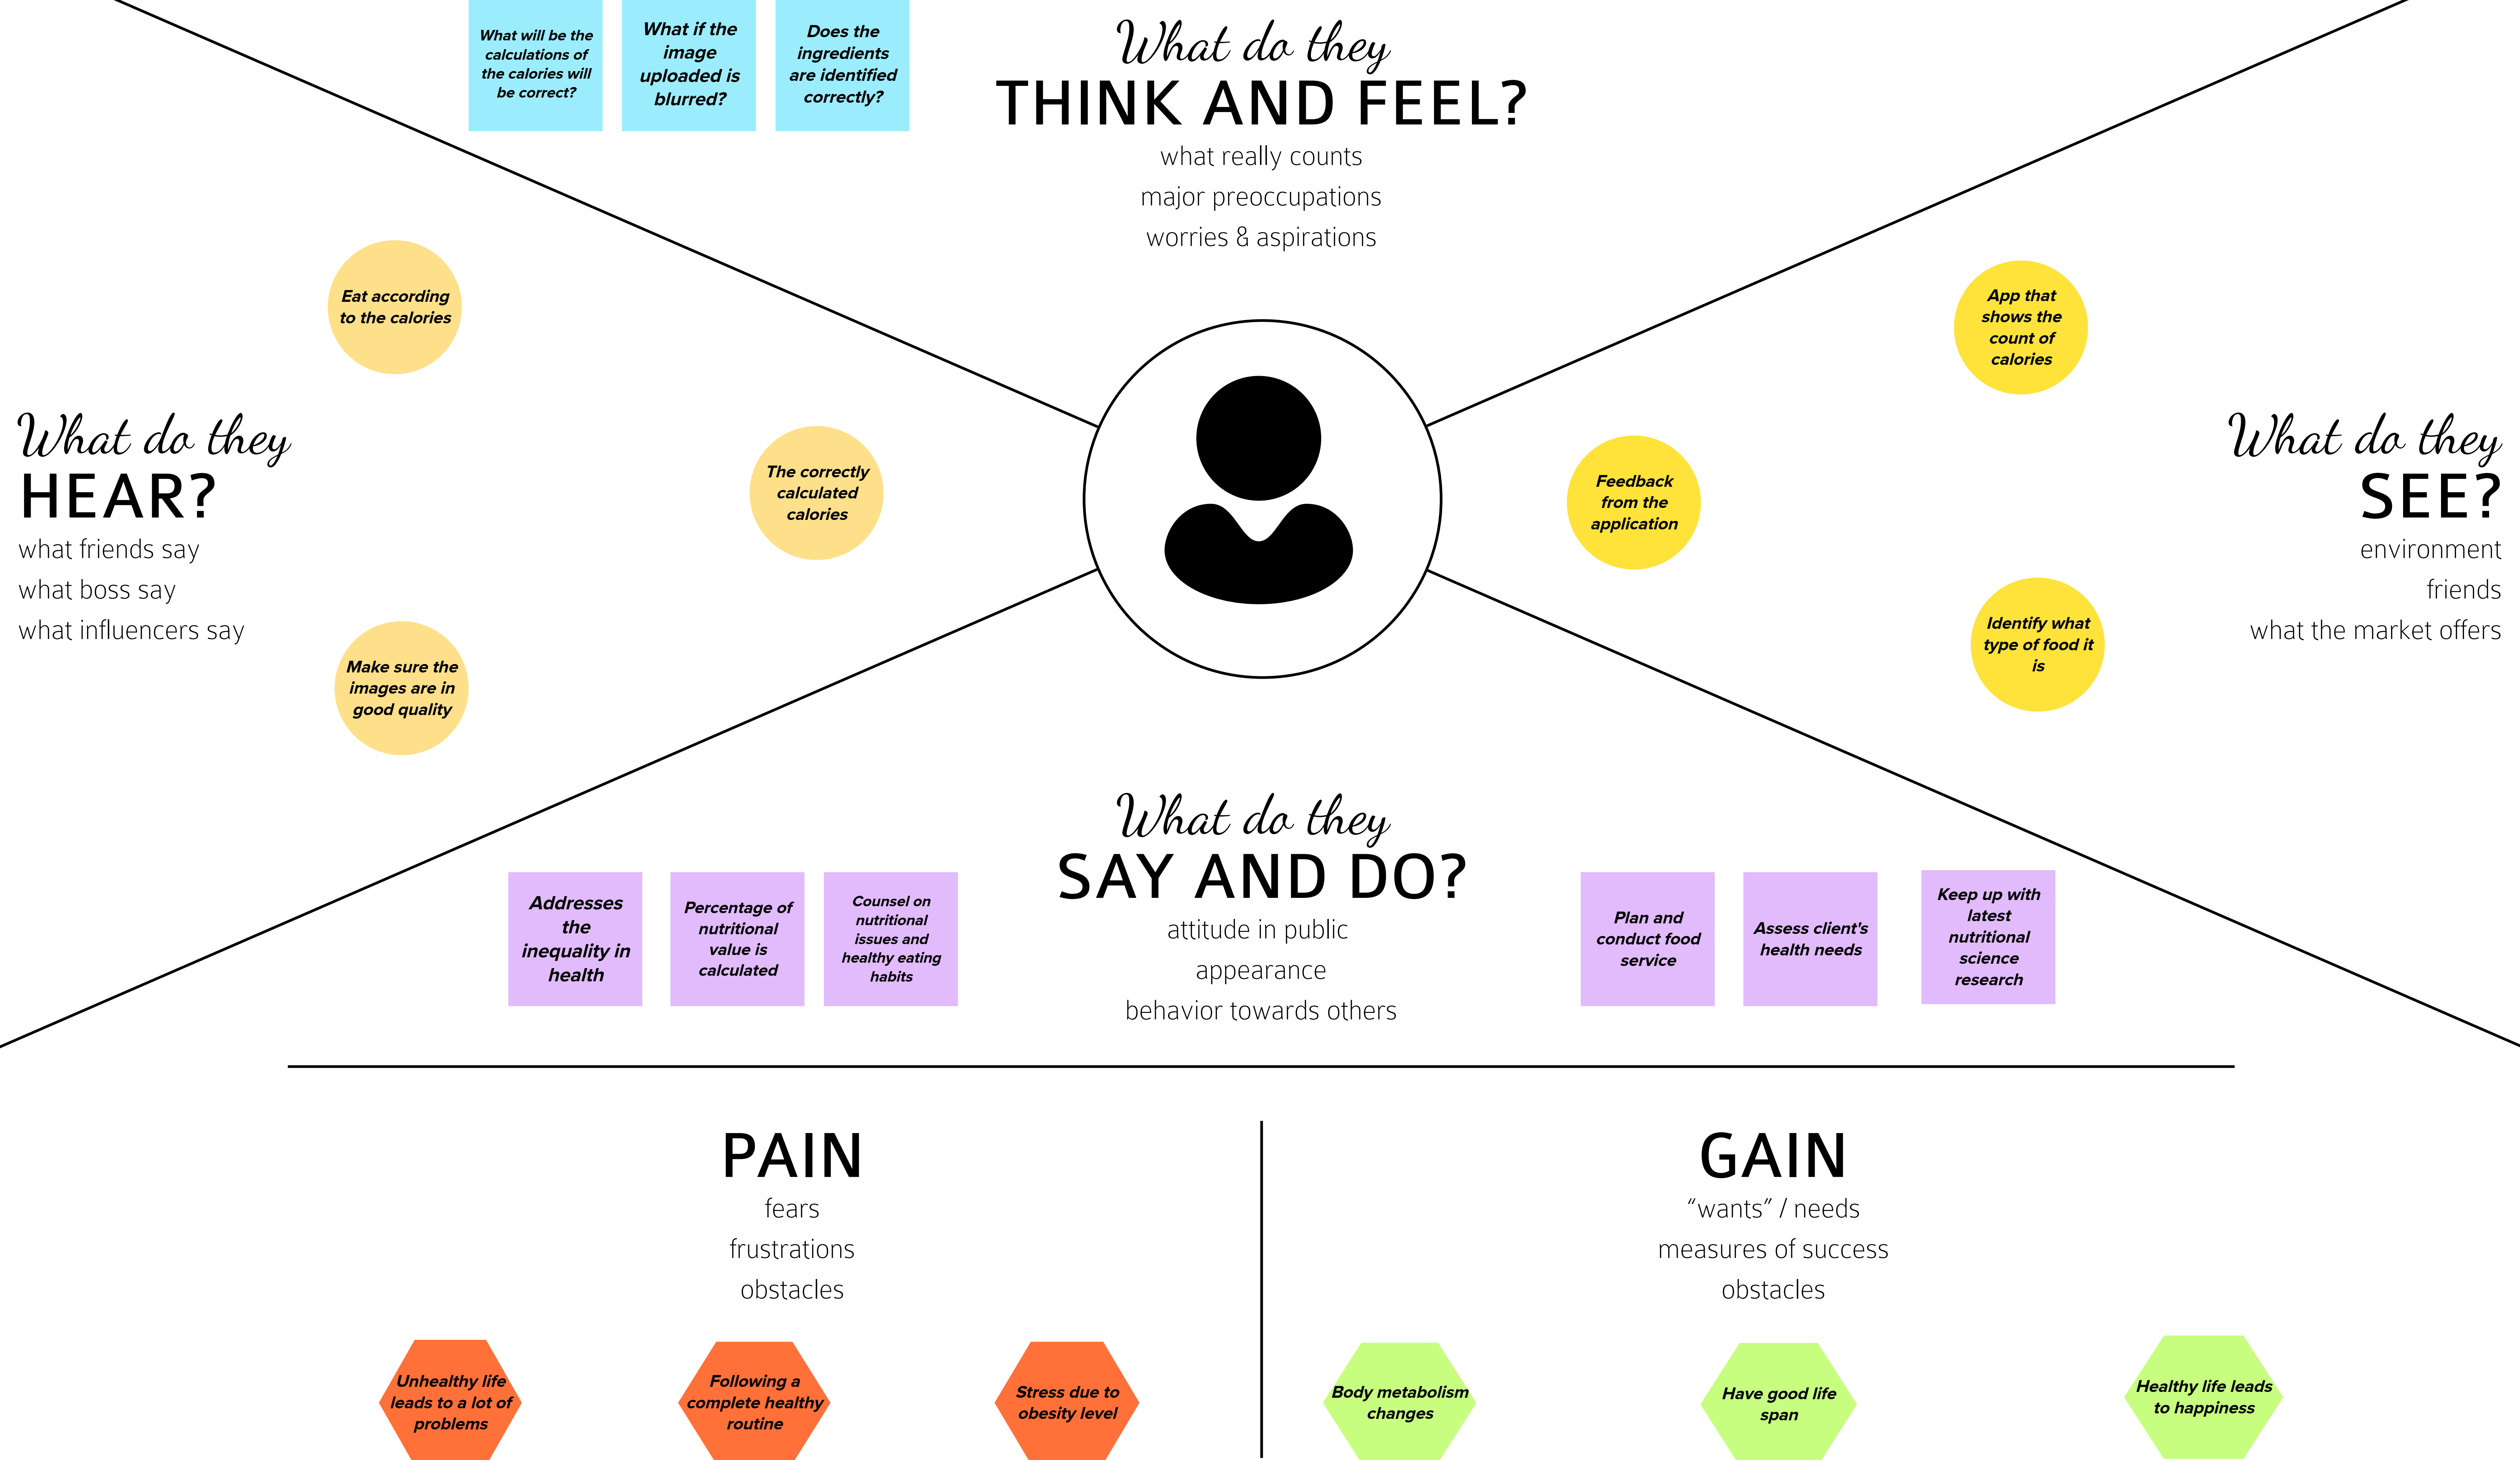 What will be the
calculations of
the calories will
be correct?
What if the
image
uploaded is
blurred?
Does the
ingredients
are identified
correctly?
What do they
THINK AND FEEL?
what really counts
major preoccupations
worries & aspirations
Eat according
to the calories
The correctly
calculated
calories
What do they
HEAR?
what friends say
what boss say
what influencers say
Make sure the
images are in
good quality
App that
shows the
count of
calories
Feedback
from the
application
What do they
SEE?
environment
friends
what the market offers
Identify what
type of food it
is
What do they
SAY AND DO?
attitude in public
appearance
behavior towards others
Addresses
the
inequality in
health
Percentage of
nutritional
value is
calculated
Counsel on
nutritional
issues and
healthy eating
habits
Plan and
conduct food
service
Assess client's
health needs
Keep up with
latest
nutritional
science
research
PAIN
fears
frustrations
obstacles
Unhealthy life
leads to a lot of
problems
Following a
complete healthy
routine
Stress due to
obesity level
GAIN
“wants” / needs
measures of success
obstacles
Body metabolism
changes
Have good life
span
Healthy life leads
to happiness